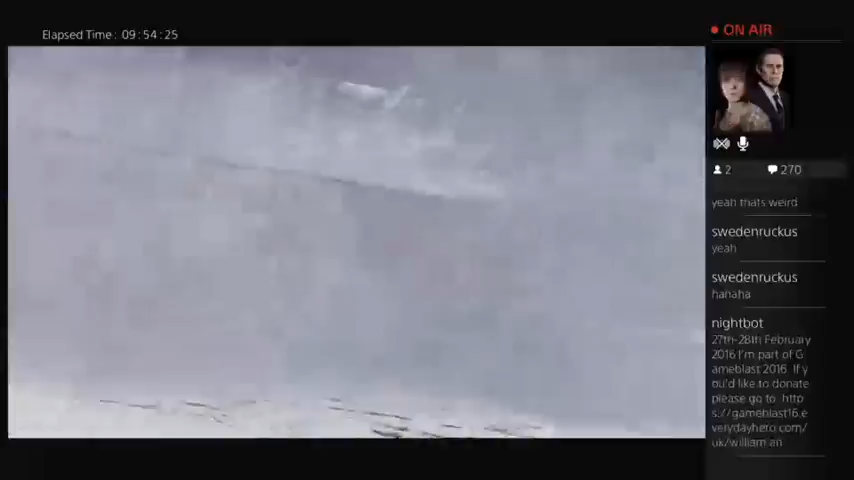 Elapsed Time : 09:54:25
ON AIR
2
270
yeah thats weird
swedenruckus
yeah
swedenruckus
hahaha
nightbot
27th-28th February
2016 I'm part of G
ameblast 2016. If y
ou'd like to donate
please go to: http
s://gameblast16.e
verydayhero.com/
uk/william-an